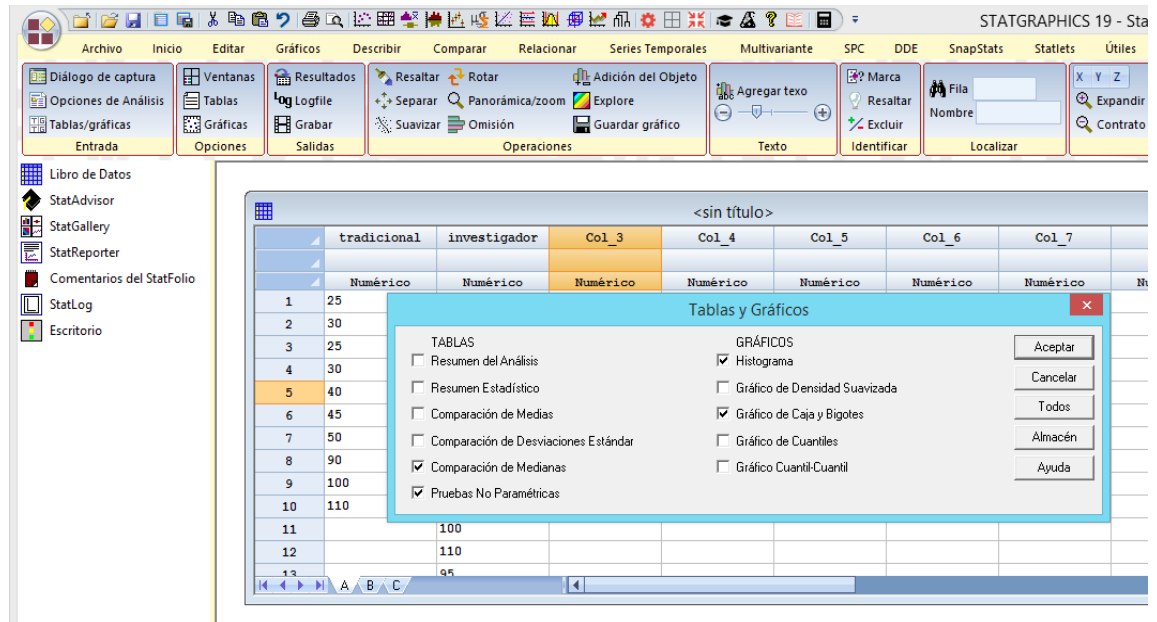 STATGRAPHICS 19 - Sta
Archivo Inicio Editar Gráficos Describir Comparar Relacionar Series Temporales Multivariante SPC DDE SnapStats Statlets Útiles
Diálogo de captura Ventanas Resultados Resaltar Rotar Adición del Objeto Agregar texo ? Marca Fila X Y Z
Opciones de Análisis Tablas log Logfile Separar Panorámica/zoom Explore Resaltar Nombre Expandir
Tablas/gráficas Gráficas Grabar Suavizar Omisión Guardar gráfico Excluir Contrato
Entrada Opciones Salidas Operaciones Texto Identificar Localizar
Libro de Datos
StatAdvisor
StatGallery
StatReporter
Comentarios del StatFolio
StatLog
Escritorio
<sin título>
tradicional investigador Col_3 Col_4 Col_5 Col_6 Col_7
Numérico Numérico Numérico Numérico Numérico Numérico Numérico
1 25
2 30
3 25
4 30
5 40
6 45
7 50
8 90
9 100
10 110
11 100
12 110
13 95
A B C
Tablas y Gráficos
TABLAS GRÁFICOS
Resumen del Análisis Histograma
Resumen Estadístico Gráfico de Densidad Suavizada
Comparación de Medias Gráfico de Caja y Bigotes
Comparación de Desviaciones Estándar Gráfico de Cuantiles
Comparación de Medianas Gráfico Cuantil-Cuantil
Pruebas No Paramétricas
Aceptar
Cancelar
Todos
Almacén
Ayuda